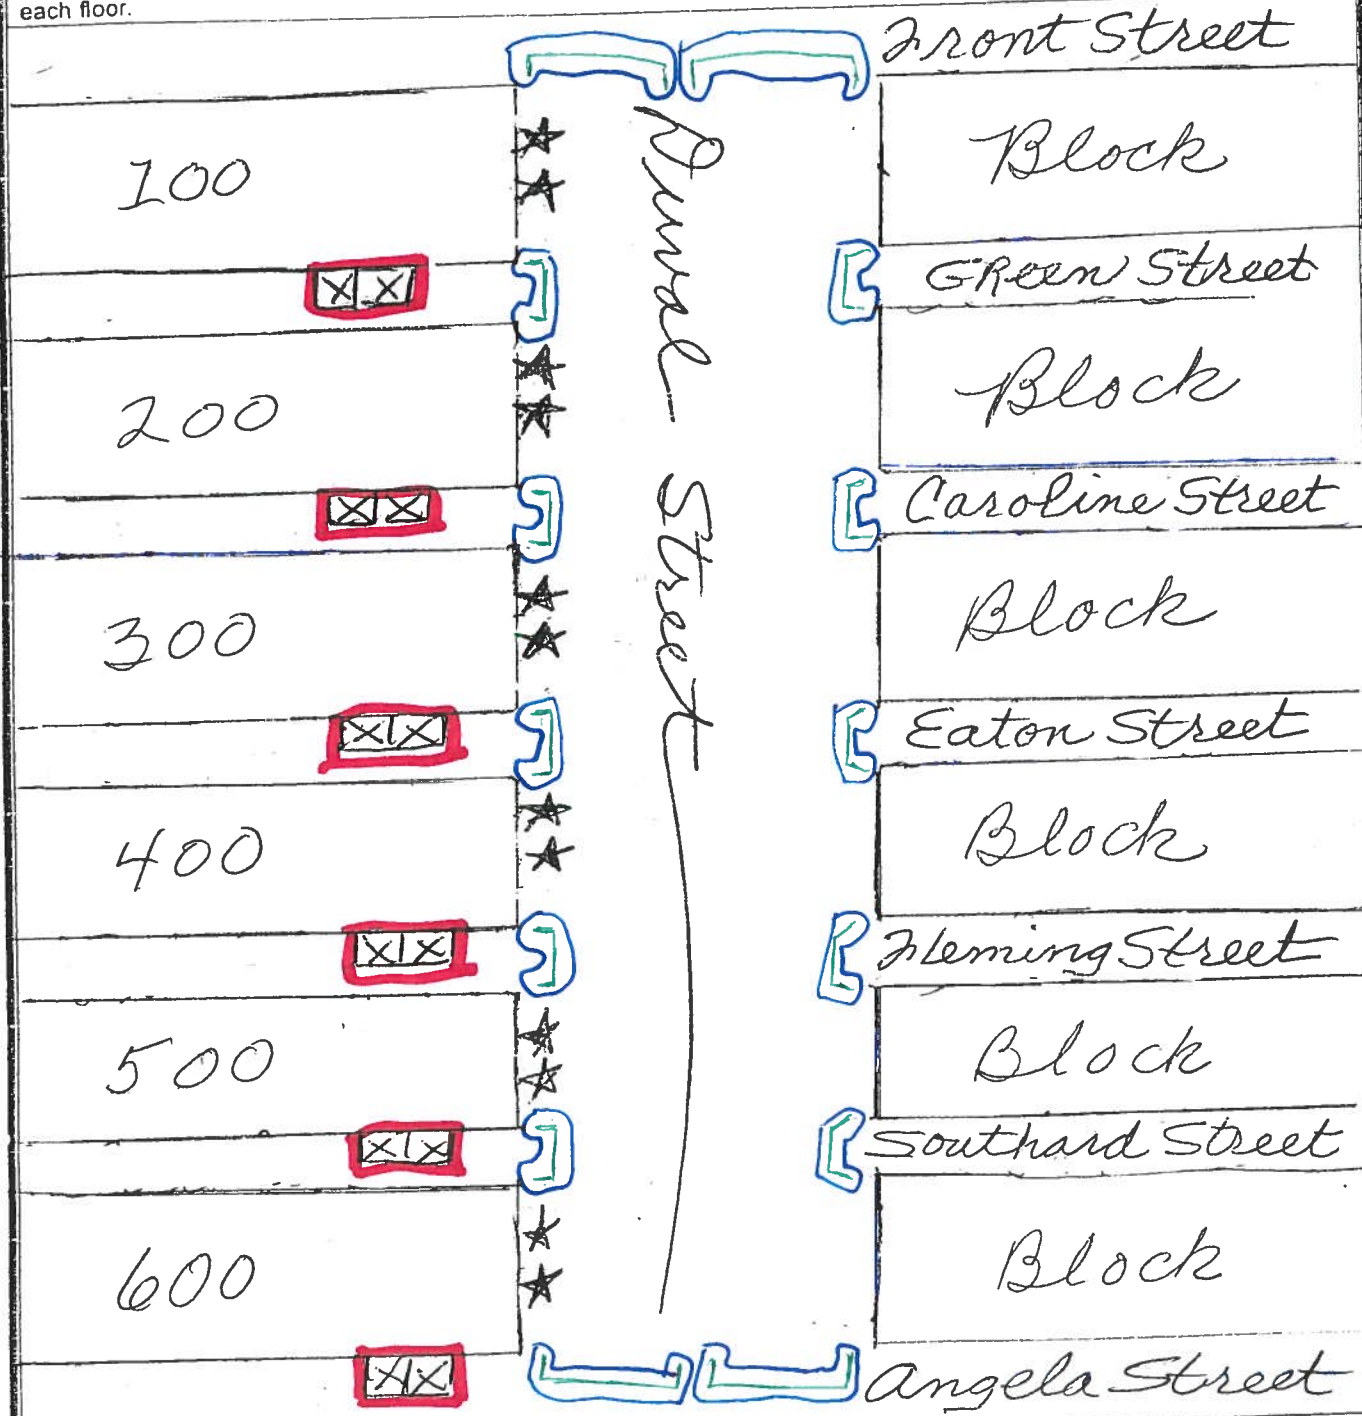 each floor.
Front Street
100 Block
Duval Street
GReen Street
X X
200 Block
Caroline Street
X X
300 Block
Eaton Street
X X
400 Block
Fleming Street
X X
500 Block
Southard Street
X X
600 Block
Angela Street
X X